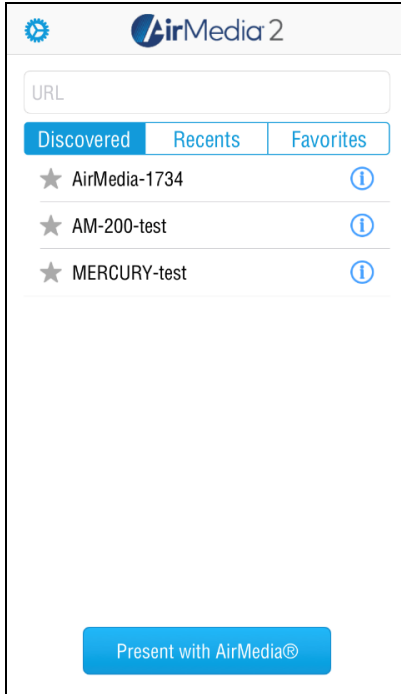 AirMedia® 2
URL
Discovered Recents Favorites
AirMedia-1734
AM-200-test
MERCURY-test
Present with AirMedia®